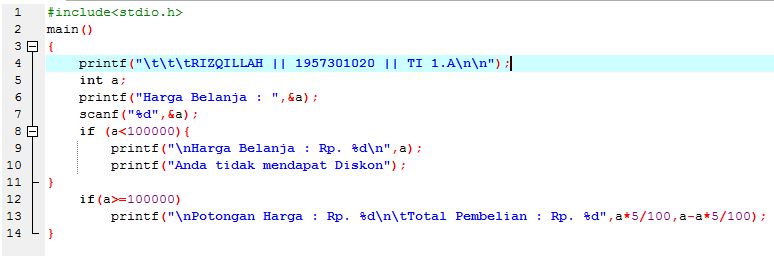 1 #include<stdio.h>
2 main()
3 {
4 printf("\t\t\tRIZQILLAH || 1957301020 || TI 1.A\n\n");
5 int a;
6 printf("Harga Belanja : ",&a);
7 scanf("%d",&a);
8 if (a<100000){
9 printf("\nHarga Belanja : Rp. %d\n",a);
10 printf("Anda tidak mendapat Diskon");
11 }
12 if(a>=100000)
13 printf("\nPotongan Harga : Rp. %d\n\tTotal Pembelian : Rp. %d",a*5/100,a-a*5/100);
14 }